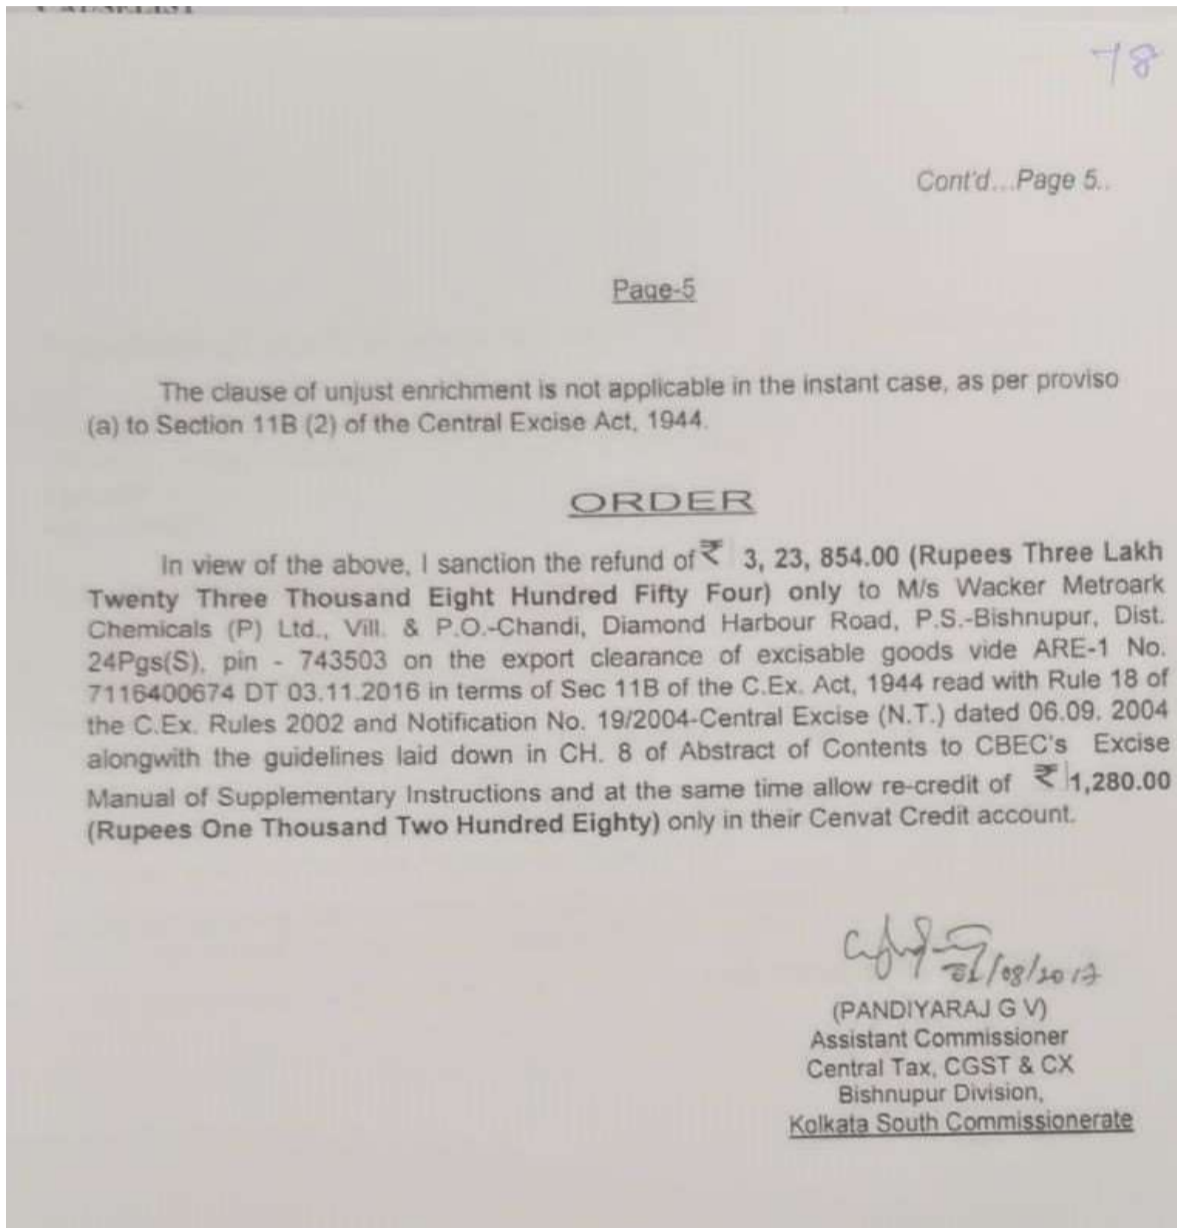 78
Cont'd...Page 5..
Page-5
The clause of unjust enrichment is not applicable in the instant case, as per proviso
(a) to Section 11B (2) of the Central Excise Act, 1944.
ORDER
In view of the above, I sanction the refund of ₹ 3, 23, 854.00 (Rupees Three Lakh
Twenty Three Thousand Eight Hundred Fifty Four) only to M/s Wacker Metroark
Chemicals (P) Ltd., Vill. & P.O.-Chandi, Diamond Harbour Road, P.S.-Bishnupur, Dist.
24Pgs(S), pin - 743503 on the export clearance of excisable goods vide ARE-1 No.
7116400674 DT 03.11.2016 in terms of Sec 11B of the C.Ex. Act, 1944 read with Rule 18 of
the C.Ex. Rules 2002 and Notification No. 19/2004-Central Excise (N.T.) dated 06.09. 2004
alongwith the guidelines laid down in CH. 8 of Abstract of Contents to CBEC's Excise
Manual of Supplementary Instructions and at the same time allow re-credit of ₹ 1,280.00
(Rupees One Thousand Two Hundred Eighty) only in their Cenvat Credit account.
/08/2017
(PANDIYARAJ G V)
Assistant Commissioner
Central Tax, CGST & CX
Bishnupur Division,
Kolkata South Commissionerate